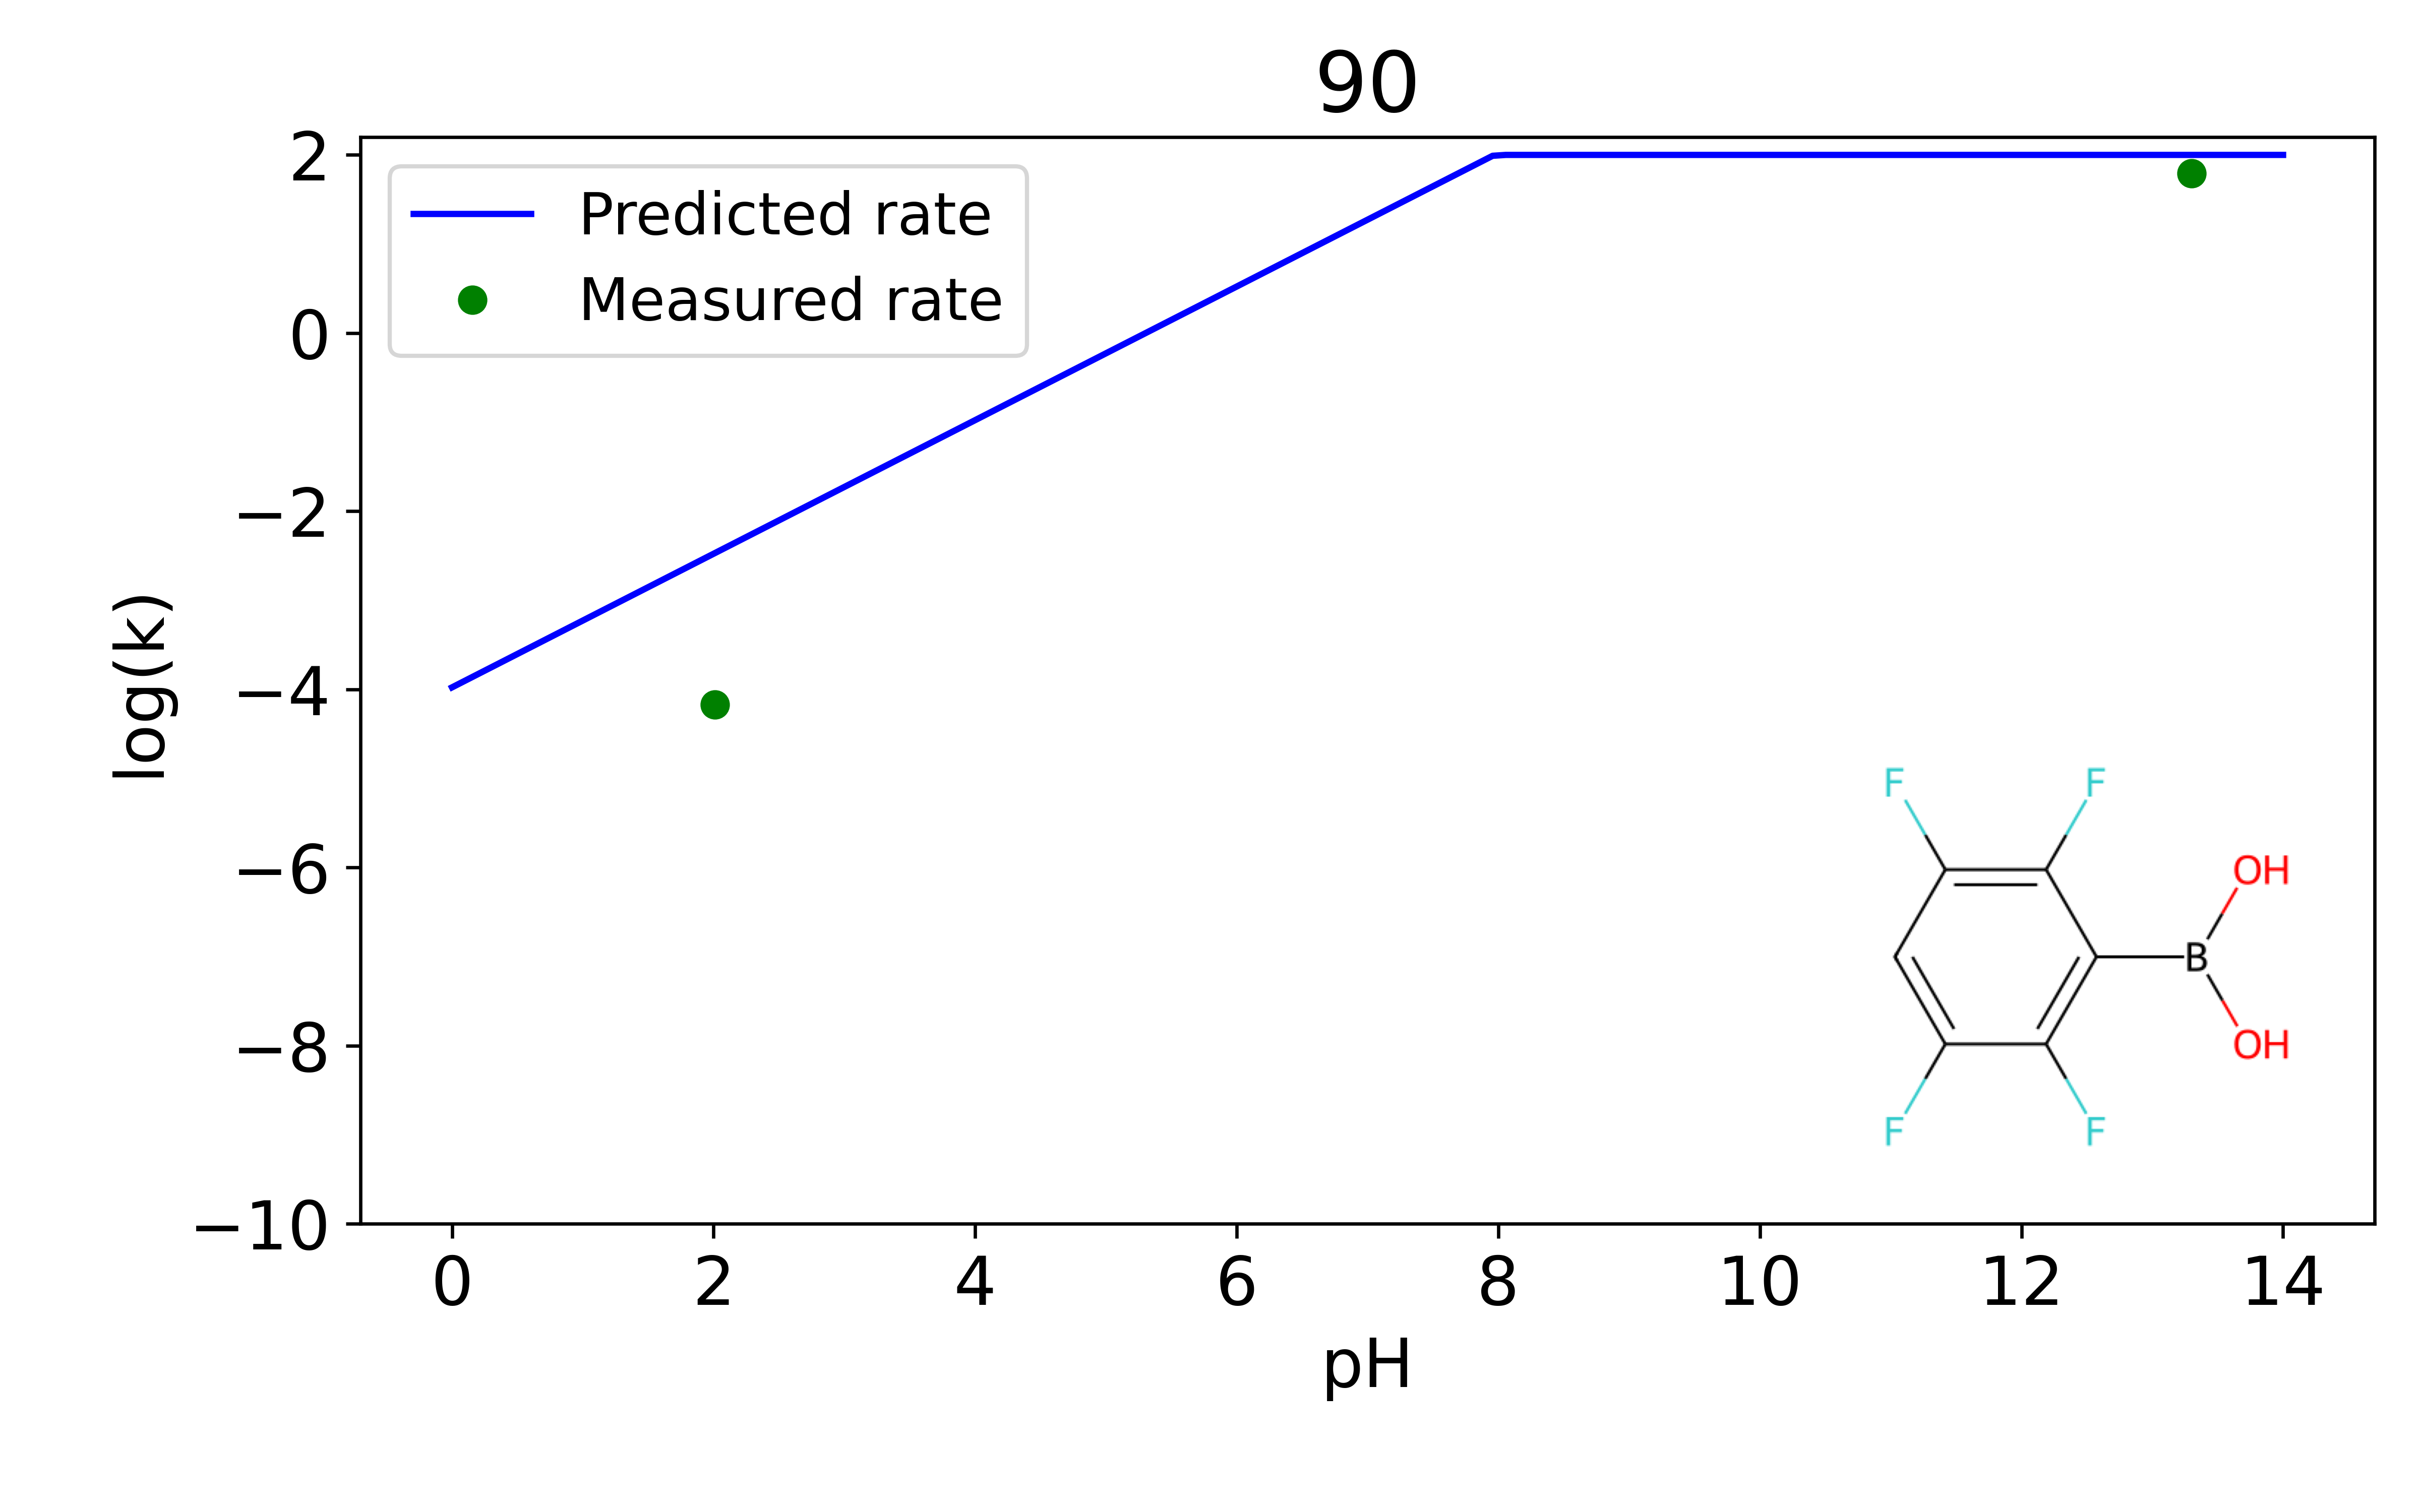 90
Predicted rate
Measured rate
log(k)
2
0
−2
−4
−6
−8
−10
F
F
OH
B
OH
F
F
0
2
4
6
8
10
12
14
pH